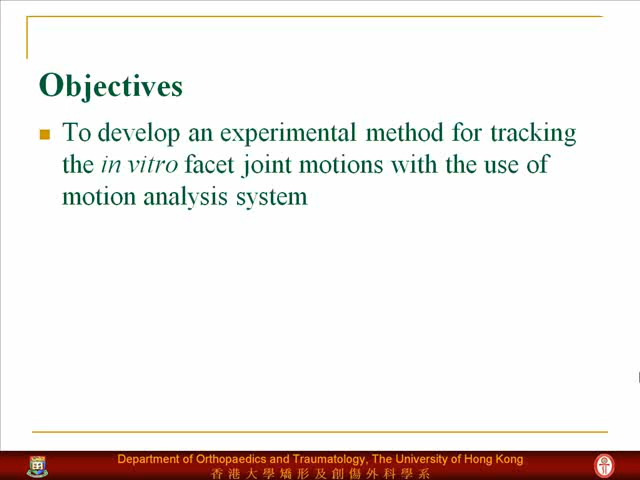 Objectives
To develop an experimental method for tracking
the in vitro facet joint motions with the use of
motion analysis system
Department of Orthopaedics and Traumatology, The University of Hong Kong
香港大學矯形及創傷外科學系